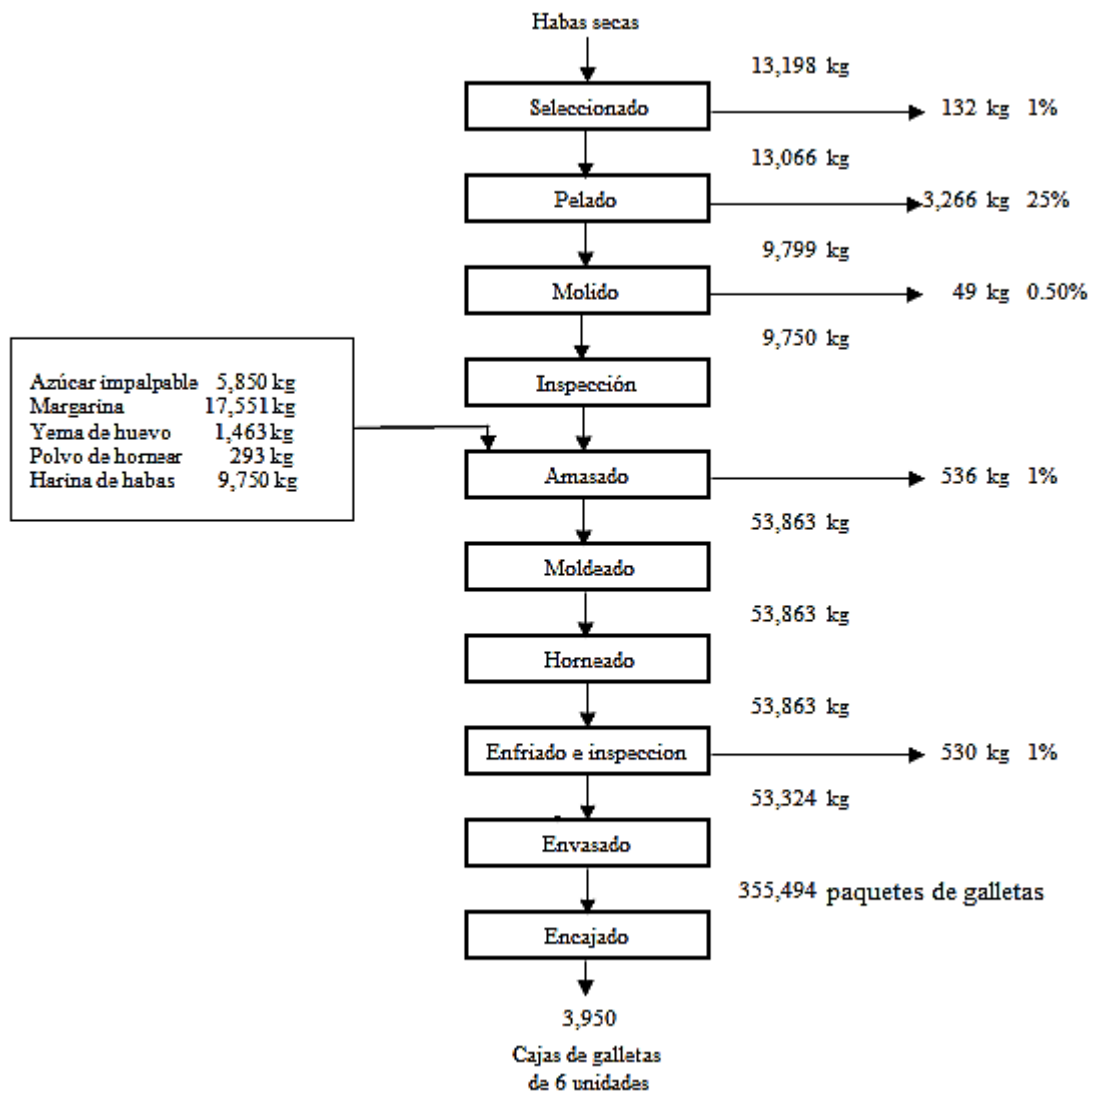 Habas secas
13,198 kg
Seleccionado
132 kg 1%
13,066 kg
Pelado
3,266 kg 25%
9,799 kg
Molido
49 kg 0.50%
9,750 kg
Inspección
Azúcar impalpable 5,850 kg
Margarina 17,551 kg
Yema de huevo 1,463 kg
Polvo de hornear 293 kg
Harina de habas 9,750 kg
Amasado
536 kg 1%
53,863 kg
Moldeado
53,863 kg
Horneado
53,863 kg
Enfriado e inspeccion
530 kg 1%
53,324 kg
Envasado
355,494 paquetes de galletas
Encajado
3,950
Cajas de galletas
de 6 unidades